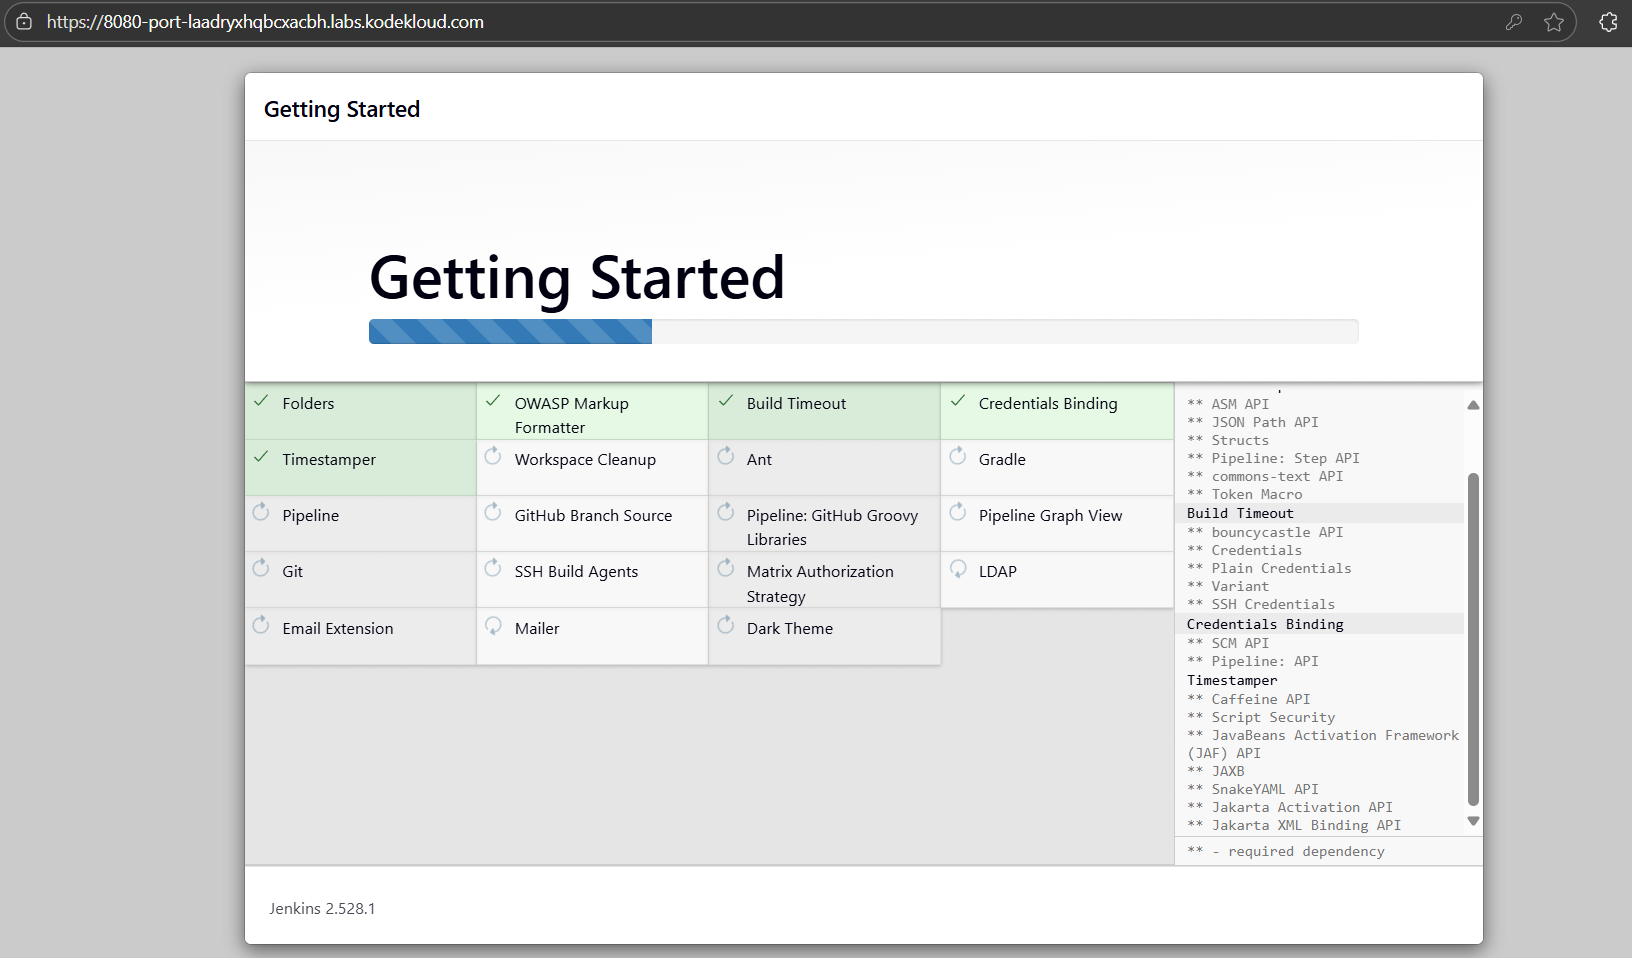 https://8080-port-laadryxhqbcxacbh.labs.kodekloud.com
Getting Started
Getting Started
Folders
OWASP Markup
Formatter
Build Timeout
Credentials Binding
Timestamper
Workspace Cleanup
Ant
Gradle
Pipeline
GitHub Branch Source
Pipeline: GitHub Groovy
Libraries
Pipeline Graph View
Git
SSH Build Agents
Matrix Authorization
Strategy
LDAP
Email Extension
Mailer
Dark Theme
** ASM API
** JSON Path API
** Structs
** Pipeline: Step API
** commons-text API
** Token Macro
Build Timeout
** bouncycastle API
** Credentials
** Plain Credentials
** Variant
** SSH Credentials
Credentials Binding
** SCM API
** Pipeline: API
Timestamper
** Caffeine API
** Script Security
** JavaBeans Activation Framework
(JAF) API
** JAXB
** SnakeYAML API
** Jakarta Activation API
** Jakarta XML Binding API
** - required dependency
Jenkins 2.528.1